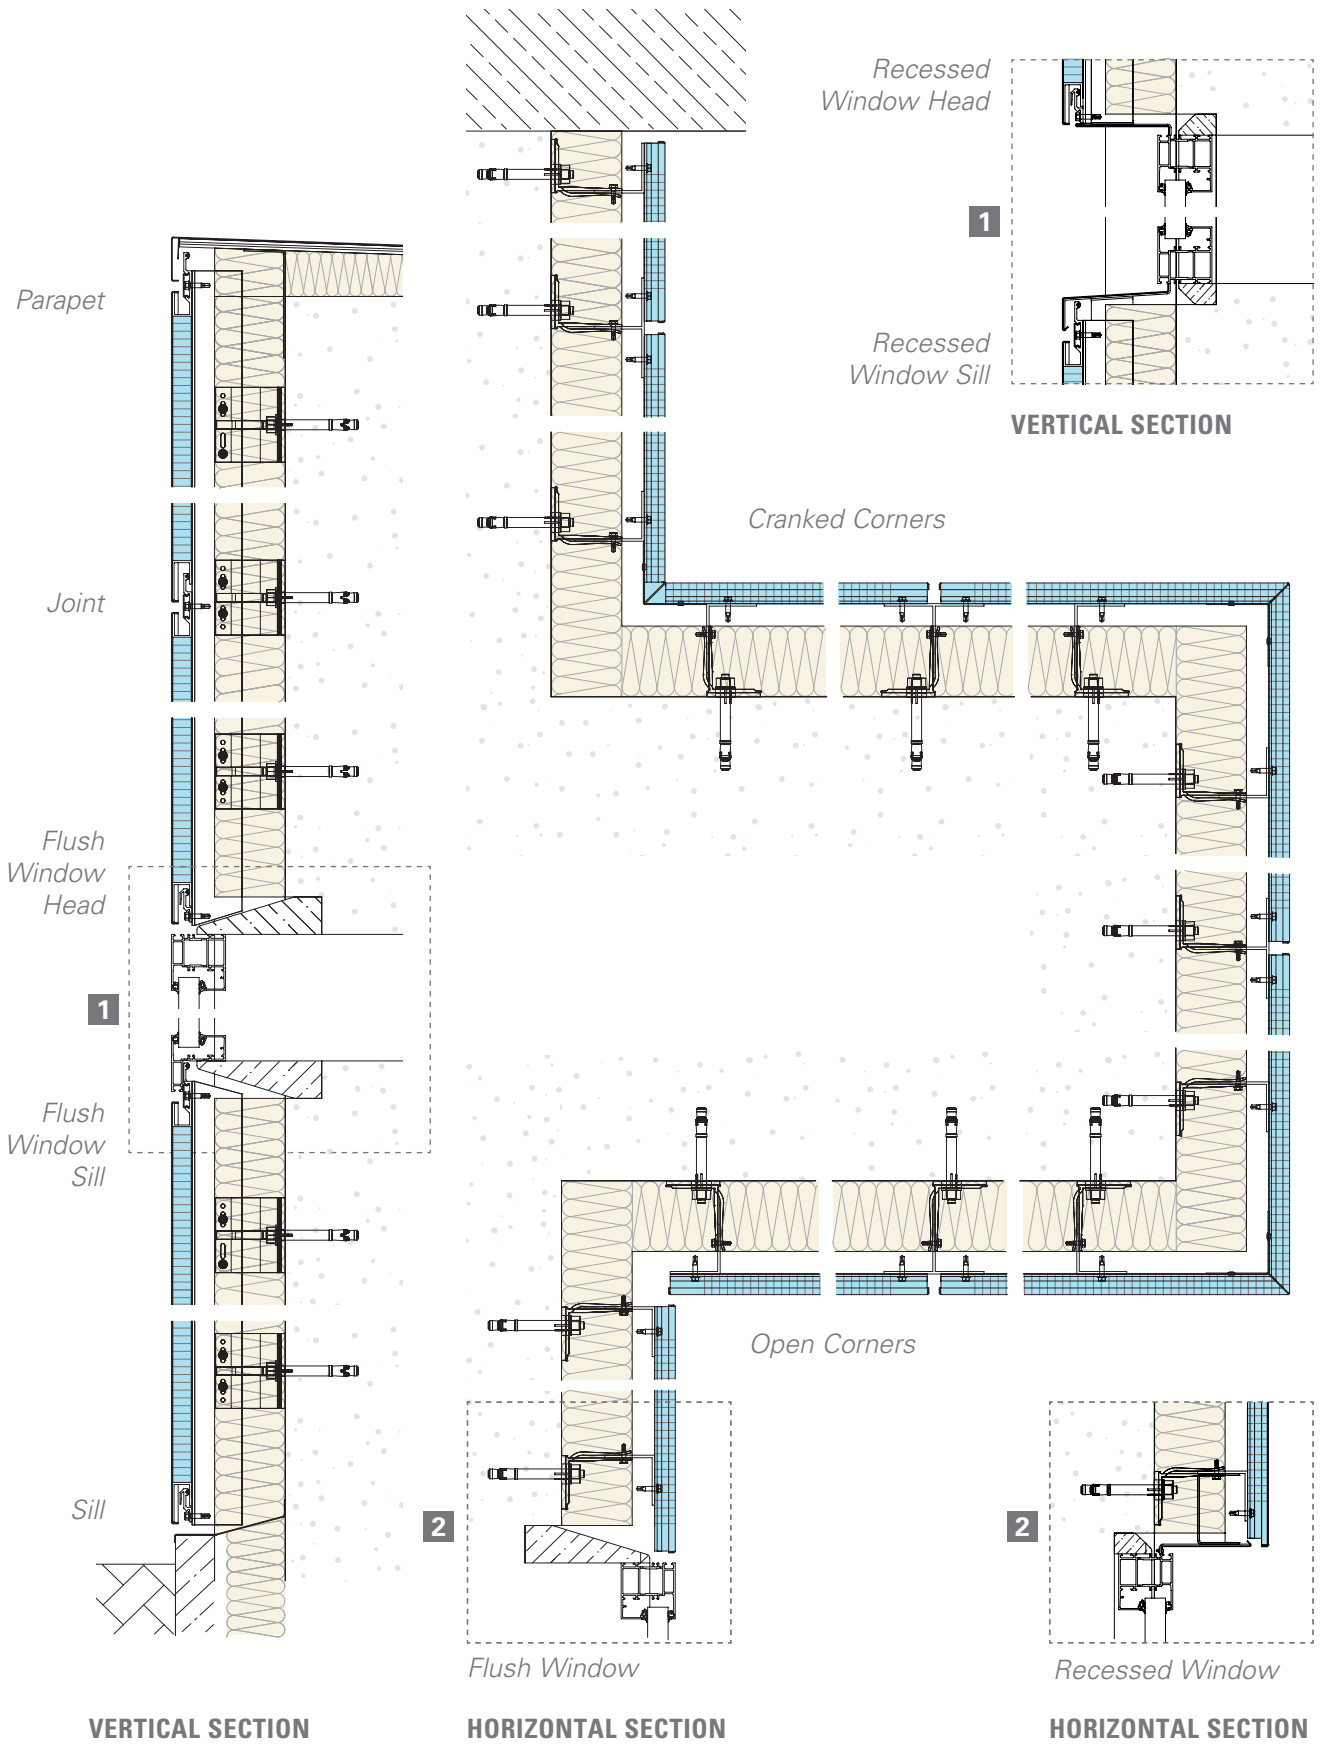 Recessed
Window Head
1
Recessed
Window Sill
VERTICAL SECTION
Parapet
Joint
Flush
Window
Head
1
Flush
Window
Sill
Sill
VERTICAL SECTION
Cranked Corners
Open Corners
2
Flush Window
HORIZONTAL SECTION
2
Recessed Window
HORIZONTAL SECTION